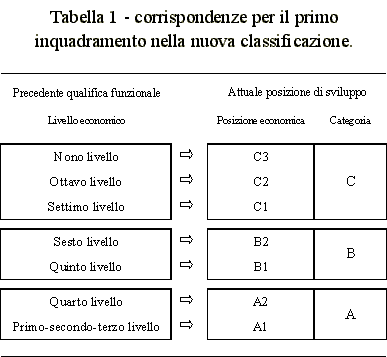 Tabella 1 - corrispondenze per il primo
inquadramento nella nuova classificazione.
Precedente qualifica funzionale Attuale posizione di sviluppo
Livello economico Posizione economica Categoria
Nono livello ⇨ C3
Ottavo livello ⇨ C2 C
Settimo livello ⇨ C1
Sesto livello ⇨ B2
B
Quinto livello ⇨ B1
Quarto livello ⇨ A2
A
Primo-secondo-terzo livello ⇨ A1